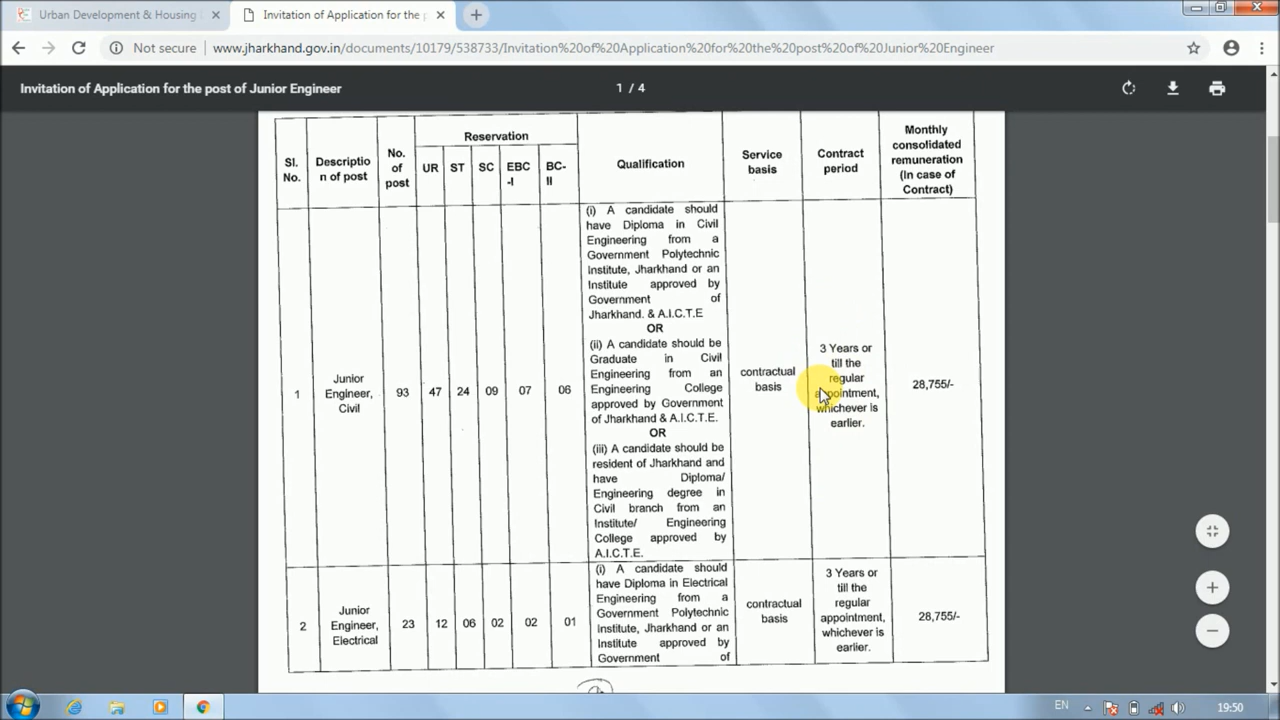 Urban Development & Housing
Invitation of Application for the p
Not secure
www.jharkhand.gov.in/documents/10179/538733/Invitation%20of%20Application%20for%20the%20post%20of%20Junior%20Engineer
Invitation of Application for the post of Junior Engineer
1 / 4
Sl.
No.
Descriptio
n of post
No.
of
post
Reservation
UR
ST
SC
EBC
-I
BC-
II
Qualification
Service
basis
Contract
period
Monthly
consolidated
remuneration
(In case of
Contract)
1
Junior
Engineer,
Civil
93
47
24
09
07
06
(i) A candidate should
have Diploma in Civil
Engineering from a
Government Polytechnic
Institute, Jharkhand or an
Institute approved by
Government of
Jharkhand. & A.I.C.T.E
OR
(ii) A candidate should be
Graduate in Civil
Engineering from an
Engineering College
approved by Government
of Jharkhand & A.I.C.T.E.
OR
(iii) A candidate should be
resident of Jharkhand and
have Diploma/
Engineering degree in
Civil branch from an
Institute/ Engineering
College approved by
A.I.C.T.E.
contractual
basis
3 Years or
till the
regular
appointment,
whichever is
earlier.
28,755/-
2
Junior
Engineer,
Electrical
23
12
06
02
02
01
(i) A candidate should
have Diploma in Electrical
Engineering from a
Government Polytechnic
Institute, Jharkhand or an
Institute approved by
Government of
contractual
basis
3 Years or
till the
regular
appointment,
whichever is
earlier.
28,755/-
EN
19:50